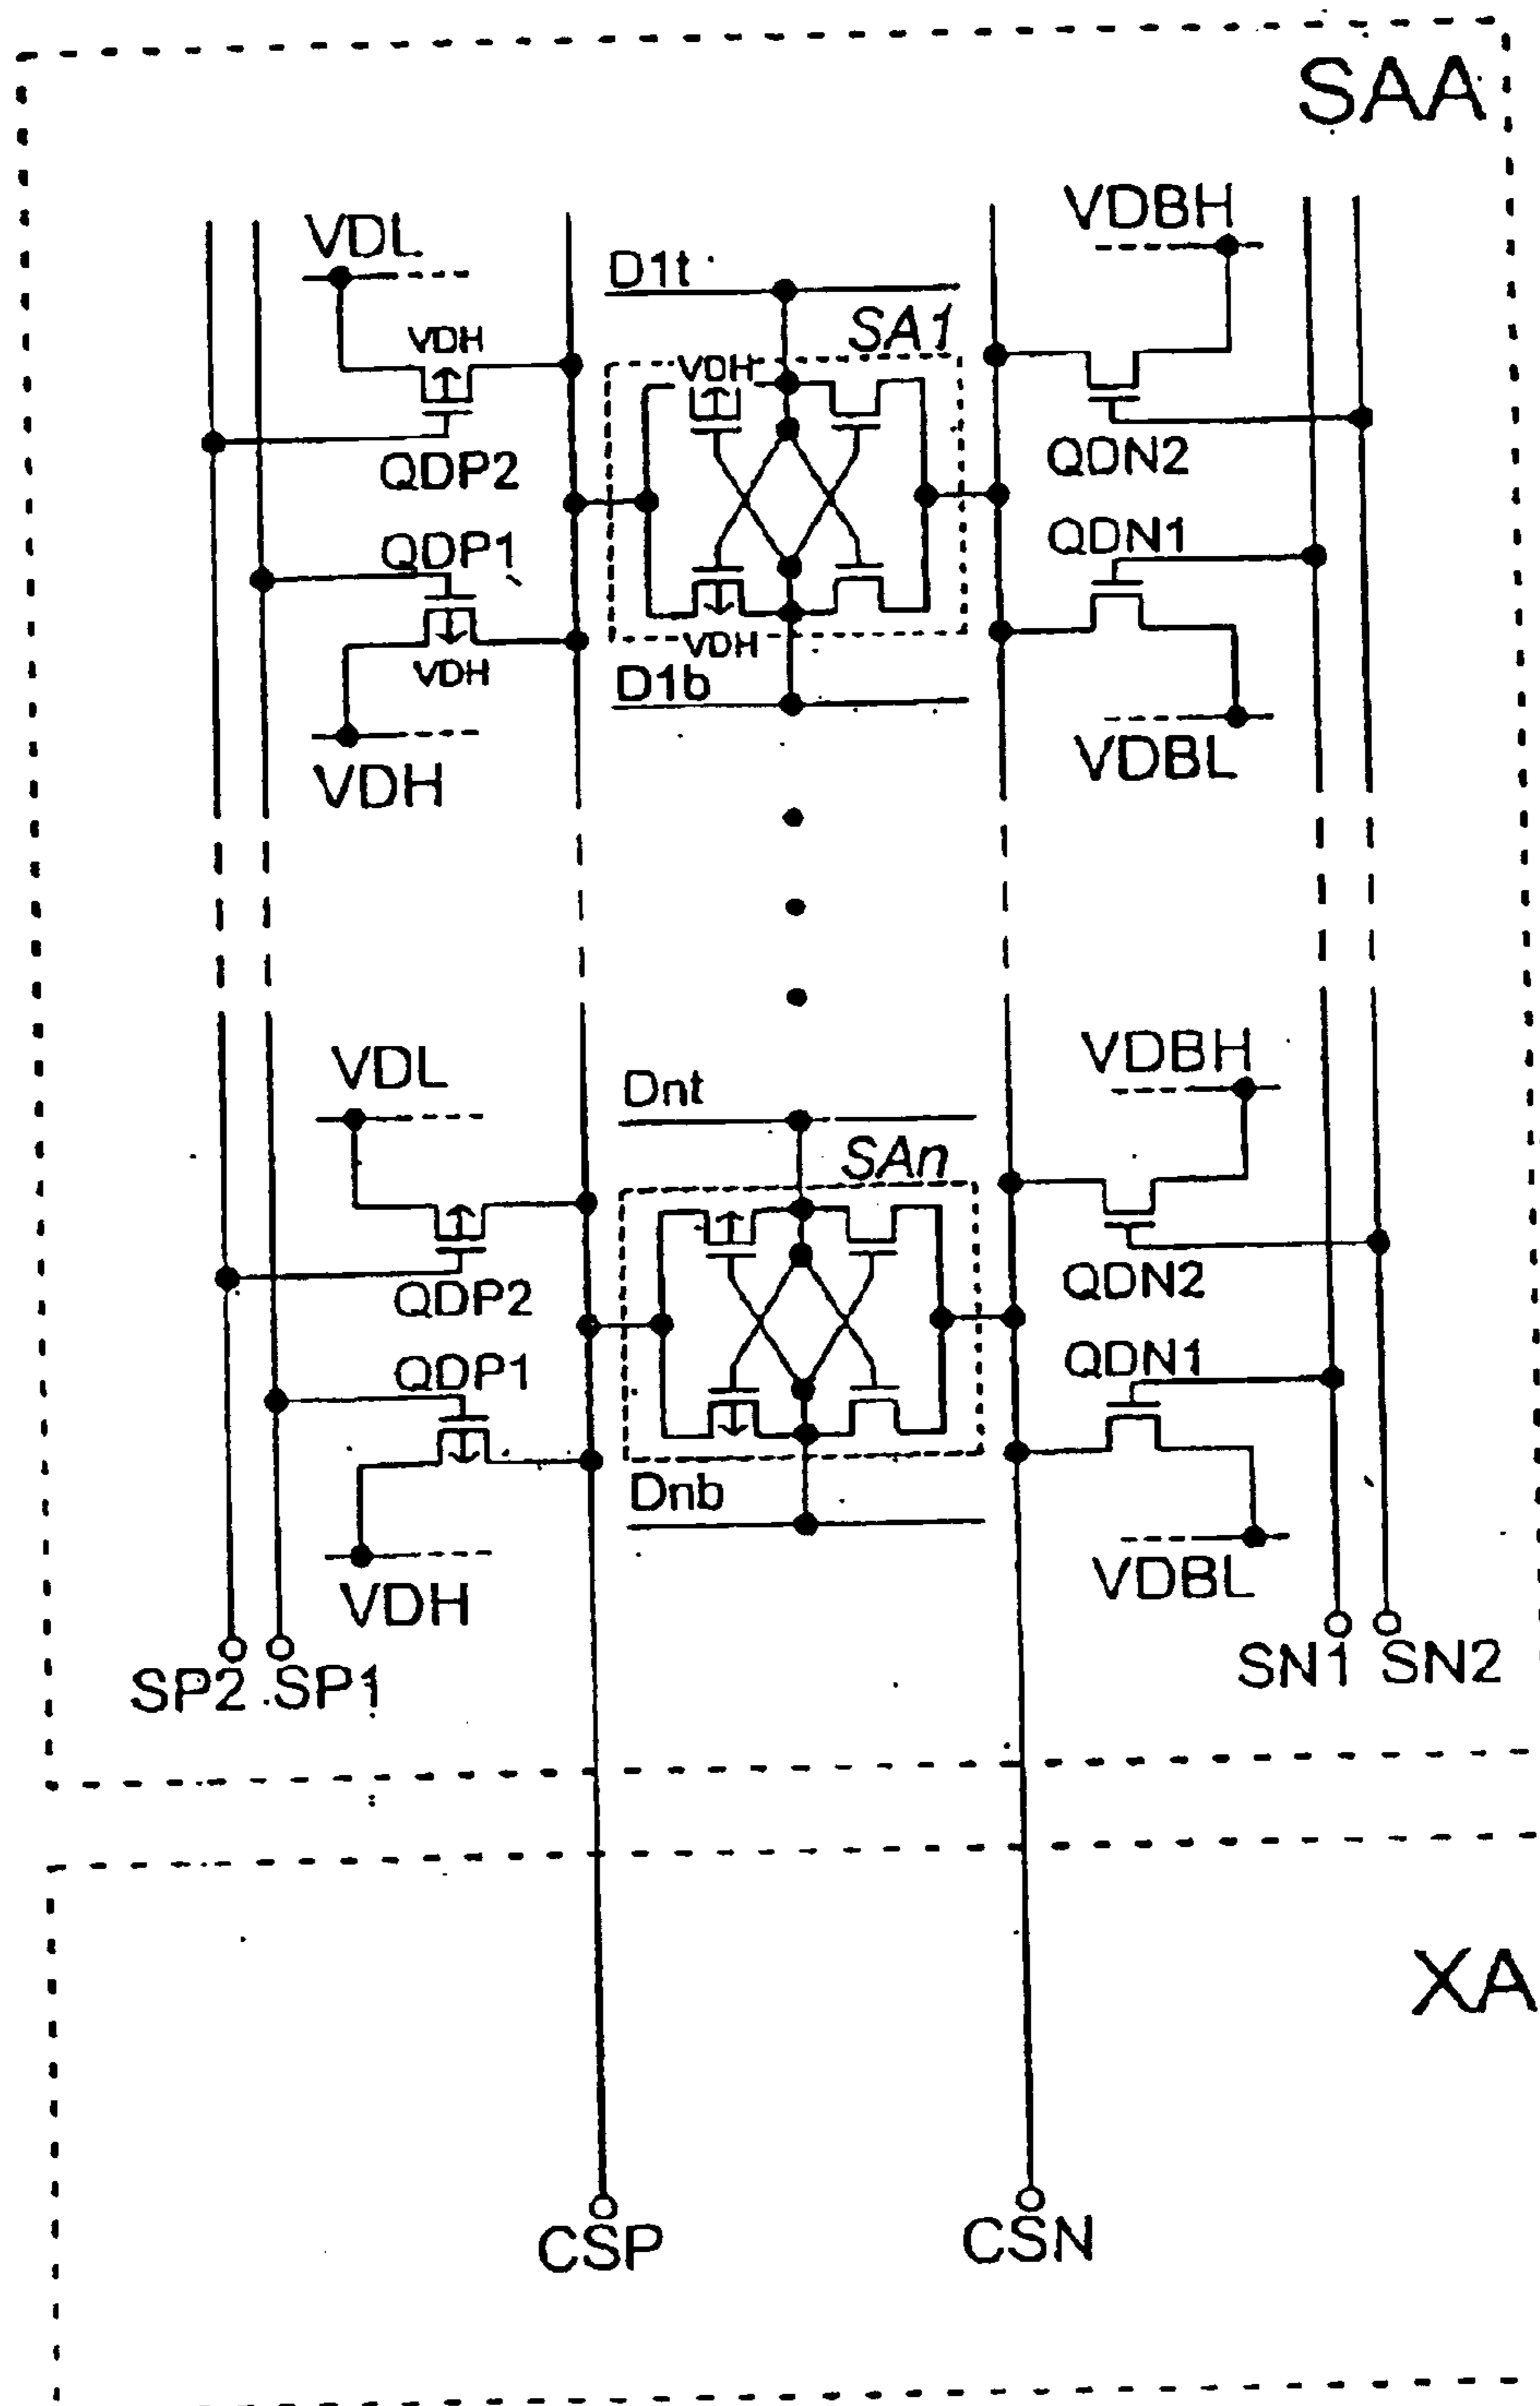 SAA
VDL
VDBH
D1t
SA1
VDH
VDH
QDP2
QDN2
QDP1
QDN1
VDH
VDH
D1b
VDH
VDBL
VDL
VDBH
Dnt
SAn
QDP2
QDN2
QDP1
QDN1
Dnb
VDH
VDBL
SP2 SP1
SN1 SN2
XA
CSP
CSN